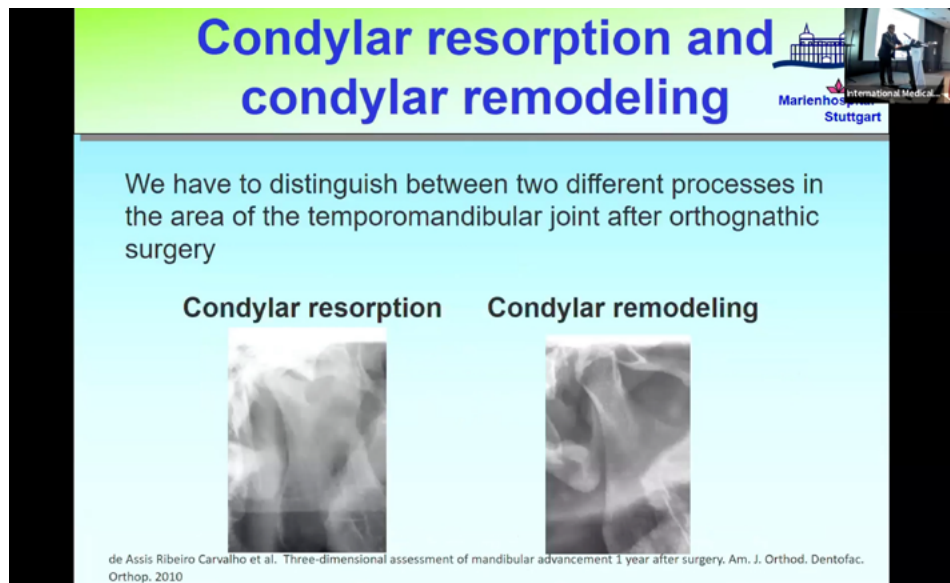 Condylar resorption and
condylar remodeling
International Medical...
Stuttgart
We have to distinguish between two different processes in
the area of the temporomandibular joint after orthognathic
surgery
Condylar resorption
Condylar remodeling
de Assis Ribeiro Carvalho et al. Three-dimensional assessment of mandibular advancement 1 year after surgery. Am. J. Orthod. Dentofac.
Orthop. 2010